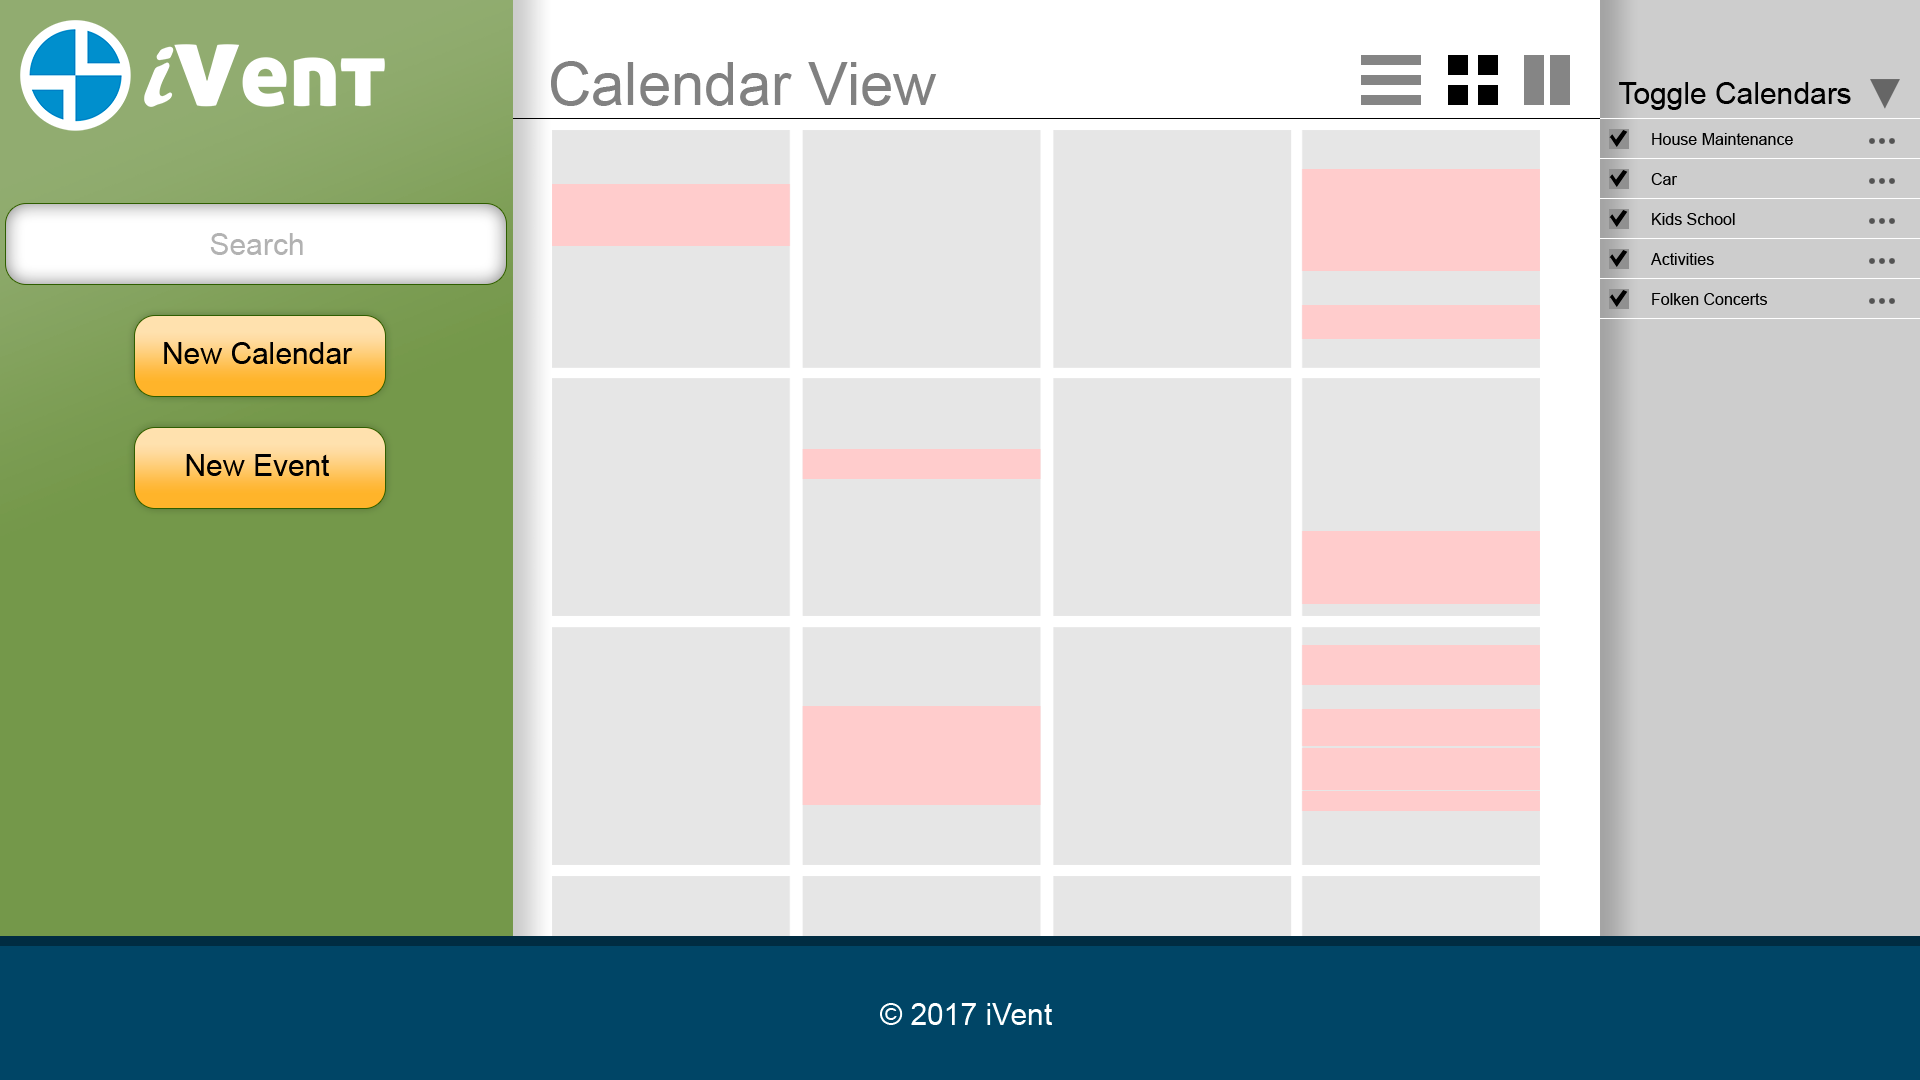 iVent
Search
New Calendar
New Event
Calendar View
Toggle Calendars
House Maintenance
Car
Kids School
Activities
Folken Concerts
© 2017 iVent